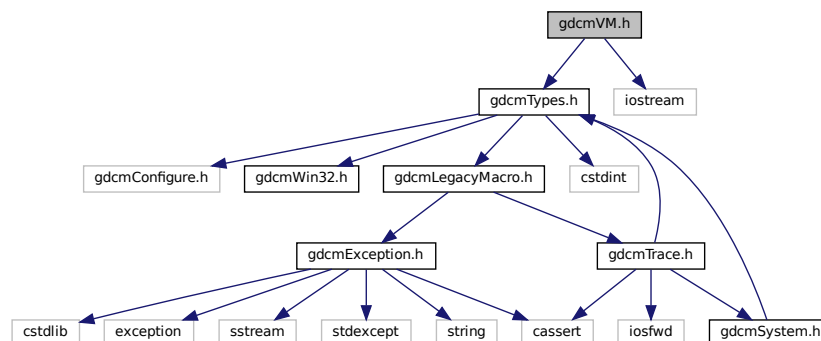 gdcmVM.h
gdcmTypes.h
iostream
gdcmConfigure.h
gdcmWin32.h
gdcmLegacyMacro.h
cstdint
gdcmException.h
gdcmTrace.h
cstdlib
exception
sstream
stdexcept
string
cassert
iosfwd
gdcmSystem.h